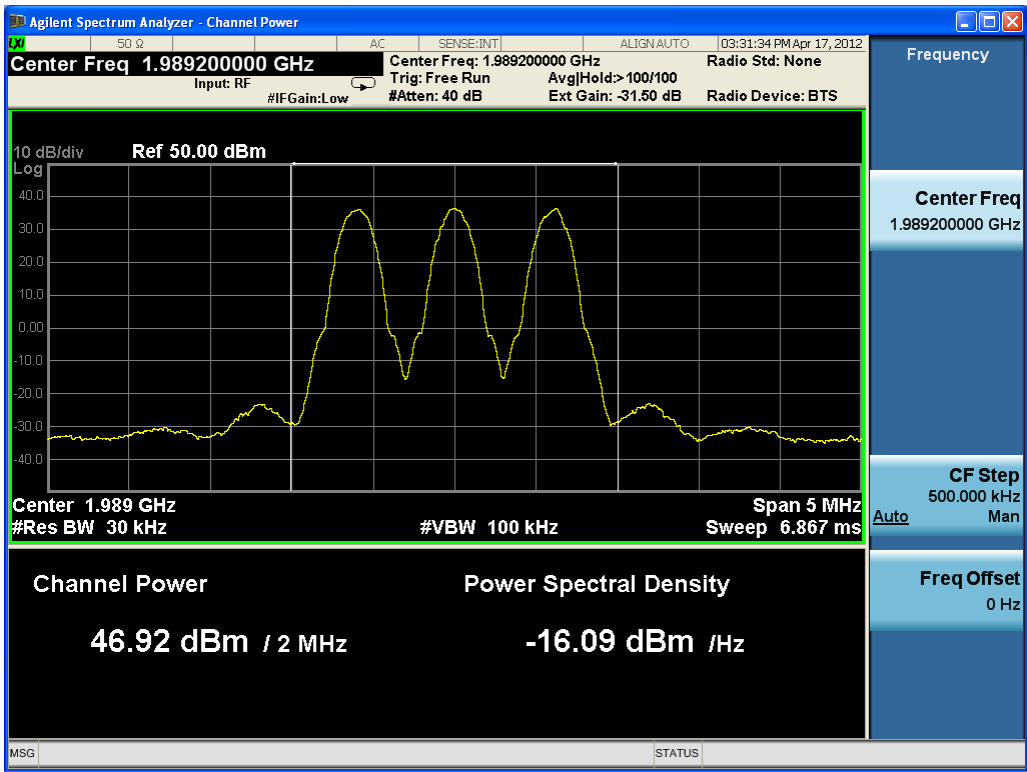 Agilent Spectrum Analyzer - Channel Power
LXI 50 Ω AC SENSE:INT ALIGN AUTO 03:31:34 PM Apr 17, 2012
Center Freq 1.989200000 GHz
Input: RF
#IFGain:Low
Center Freq: 1.989200000 GHz
Trig: Free Run Avg|Hold:>100/100
#Atten: 40 dB Ext Gain: -31.50 dB
Radio Std: None
Radio Device: BTS
10 dB/div Ref 50.00 dBm
Log
40.0
30.0
20.0
10.0
0.00
-10.0
-20.0
-30.0
-40.0
Center 1.989 GHz Span 5 MHz
#Res BW 30 kHz #VBW 100 kHz Sweep 6.867 ms
Channel Power Power Spectral Density
46.92 dBm / 2 MHz -16.09 dBm /Hz
MSG STATUS
Frequency
Center Freq
1.989200000 GHz
CF Step
500.000 kHz
Auto Man
Freq Offset
0 Hz